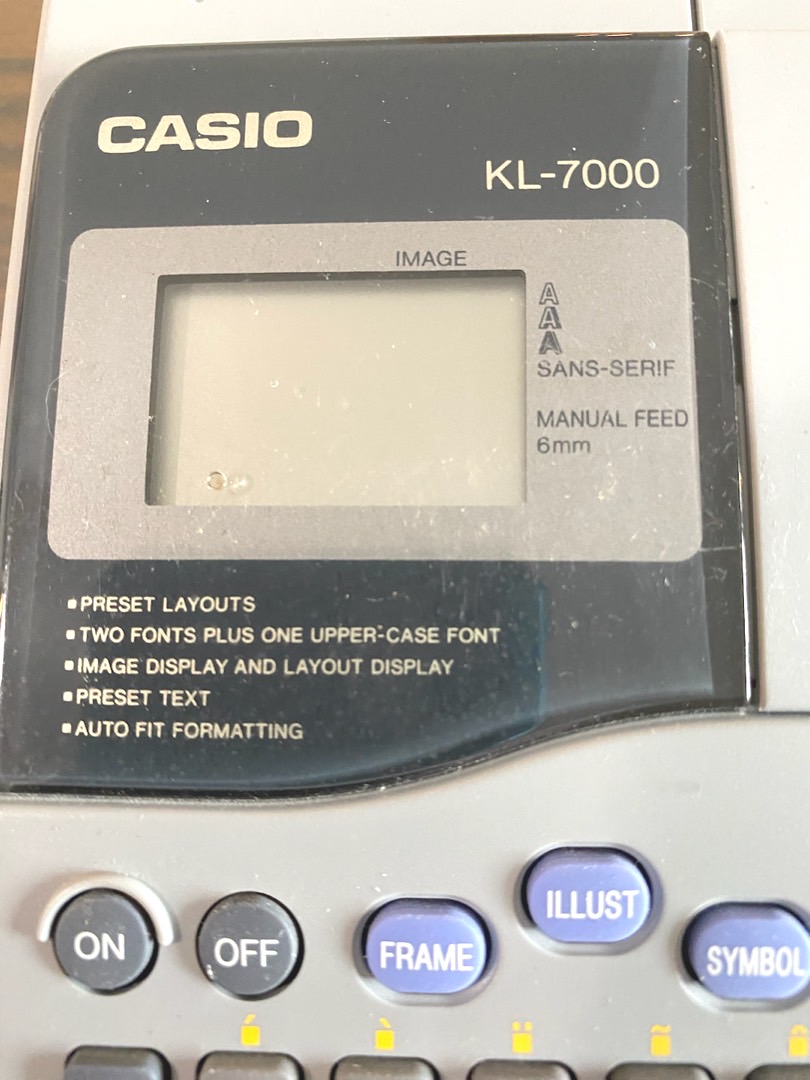 CASIO
KL-7000
IMAGE
A
A
A
SANS-SERIF
MANUAL FEED
6mm
▪PRESET LAYOUTS
▪TWO FONTS PLUS ONE UPPER-CASE FONT
▪IMAGE DISPLAY AND LAYOUT DISPLAY
▪PRESET TEXT
▪AUTO FIT FORMATTING
ON OFF FRAME ILLUST SYMBOL